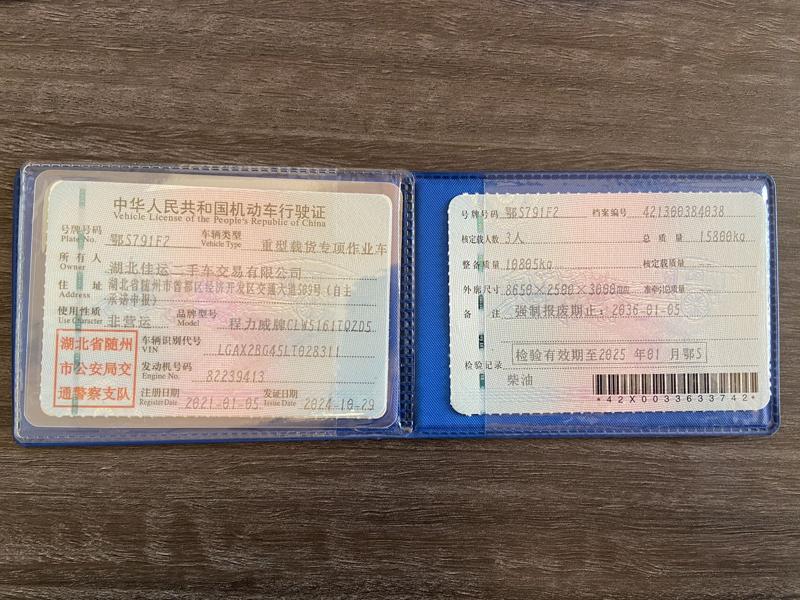 中华人民共和国机动车行驶证
Vehicle License of the People's Republic of China
号牌号码 鄂S791F2 车辆类型 重型载货专项作业车
Plate No. Vehicle Type
所有人 湖北佳运二手车交易有限公司
Owner
住址 湖北省随州市曾都区经济开发区交通大道509号(自主
Address 承诺申报)
使用性质 非营运 品牌型号 程力威牌CLW5161TQZD5
Use Character Model
湖北省随州
市公安局交
通警察支队
车辆识别代号 LGAX2BG45LT028311
VIN
发动机号码 82239413
Engine No.
注册日期 2021-01-05 发证日期 2024-10-29
Register Date Issue Date
号牌号码 鄂S791F2 档案编号 421300384038
核定载人数 3人 总质量 15800kg
整备质量 10805kg 核定载质量
外廓尺寸 8650×2500×3000mm 准牵引总质量
备注 强制报废期止:2036-01-05
检验有效期至2025年01月鄂S
检验记录
柴油
*42X0033633742*